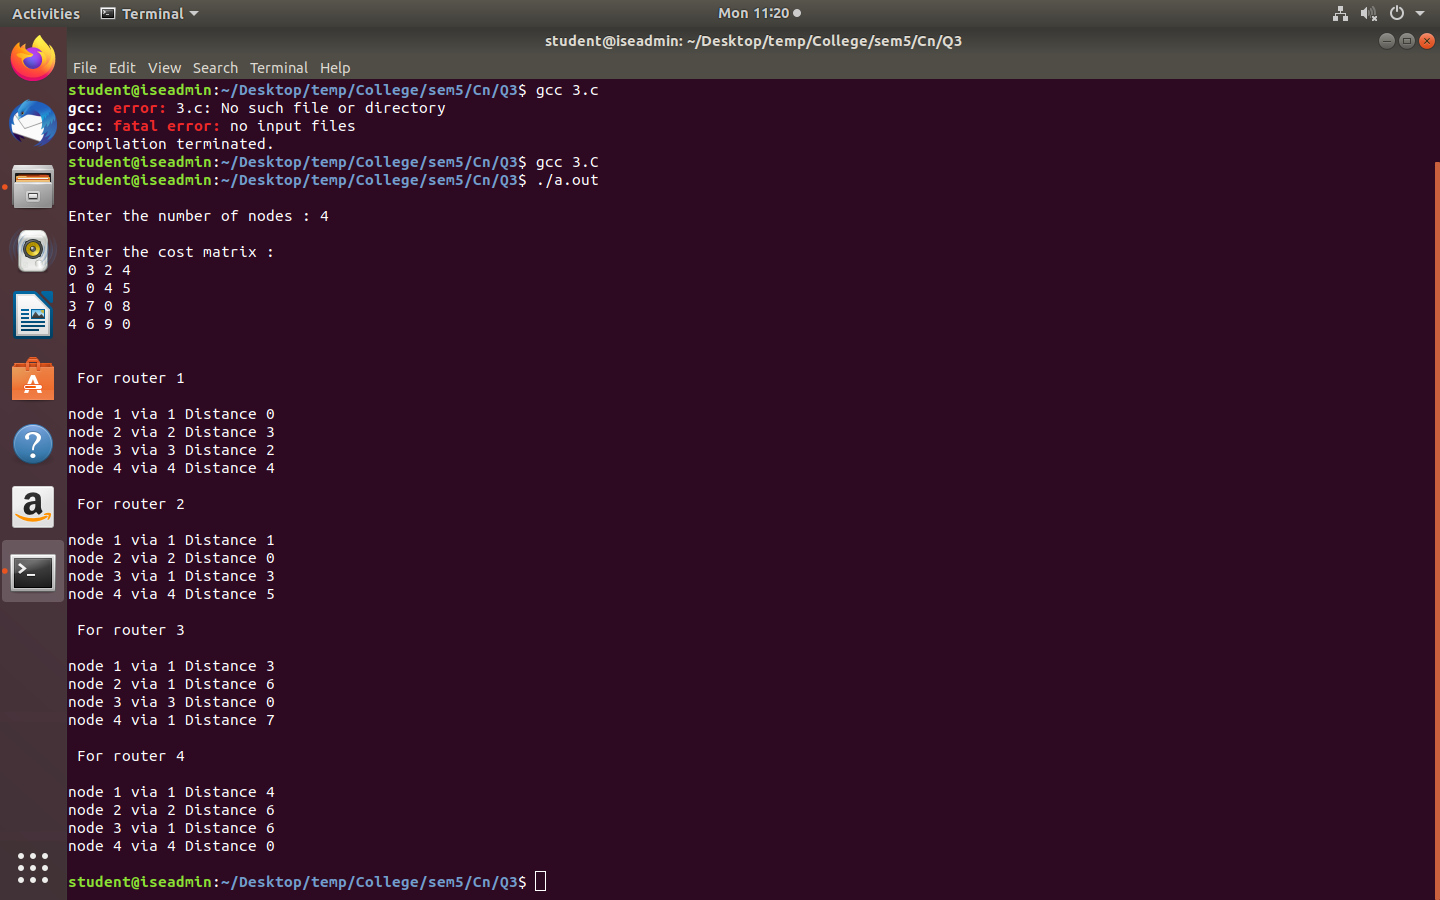 Activities Terminal Mon 11:20
student@iseadmin: ~/Desktop/temp/College/sem5/Cn/Q3
File Edit View Search Terminal Help
student@iseadmin:~/Desktop/temp/College/sem5/Cn/Q3$ gcc 3.c
gcc: error: 3.c: No such file or directory
gcc: fatal error: no input files
compilation terminated.
student@iseadmin:~/Desktop/temp/College/sem5/Cn/Q3$ gcc 3.C
student@iseadmin:~/Desktop/temp/College/sem5/Cn/Q3$ ./a.out
Enter the number of nodes : 4
Enter the cost matrix :
0 3 2 4
1 0 4 5
3 7 0 8
4 6 9 0
For router 1
node 1 via 1 Distance 0
node 2 via 2 Distance 3
node 3 via 3 Distance 2
node 4 via 4 Distance 4
For router 2
node 1 via 1 Distance 1
node 2 via 2 Distance 0
node 3 via 1 Distance 3
node 4 via 4 Distance 5
For router 3
node 1 via 1 Distance 3
node 2 via 1 Distance 6
node 3 via 3 Distance 0
node 4 via 1 Distance 7
For router 4
node 1 via 1 Distance 4
node 2 via 2 Distance 6
node 3 via 1 Distance 6
node 4 via 4 Distance 0
student@iseadmin:~/Desktop/temp/College/sem5/Cn/Q3$